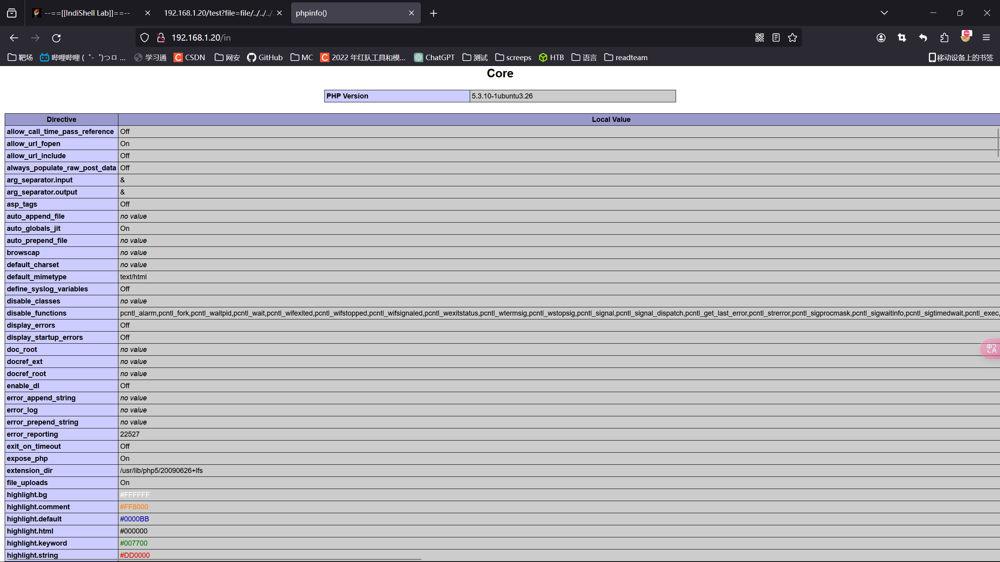 --==[[IndiShell Lab]]==--
192.168.1.20/test?file=file/../../../.
phpinfo()
192.168.1.20/in
靶场
哔哩哔哩 (゜-゜)つロ ...
学习通
CSDN
网安
GitHub
MC
2022 年红队工具和模...
ChatGPT
测试
screeps
HTB
语言
readteam
移动设备上的书签
Core
PHP Version 5.3.10-1ubuntu3.26
Directive Local Value
allow_call_time_pass_reference Off
allow_url_fopen On
allow_url_include Off
always_populate_raw_post_data Off
arg_separator.input &
arg_separator.output &
asp_tags Off
auto_append_file no value
auto_globals_jit On
auto_prepend_file no value
browscap no value
default_charset no value
default_mimetype text/html
define_syslog_variables Off
disable_classes no value
disable_functions pcntl_alarm,pcntl_fork,pcntl_waitpid,pcntl_wait,pcntl_wifexited,pcntl_wifstopped,pcntl_wifsignaled,pcntl_wexitstatus,pcntl_wtermsig,pcntl_wstopsig,pcntl_signal,pcntl_signal_dispatch,pcntl_get_last_error,pcntl_strerror,pcntl_sigprocmask,pcntl_sigwaitinfo,pcntl_sigtimedwait,pcntl_exec,
display_errors Off
display_startup_errors Off
doc_root no value
docref_ext no value
docref_root no value
enable_dl Off
error_append_string no value
error_log no value
error_prepend_string no value
error_reporting 22527
exit_on_timeout Off
expose_php On
extension_dir /usr/lib/php5/20090626+lfs
file_uploads On
highlight.bg #FFFFFF
highlight.comment #FF8000
highlight.default #0000BB
highlight.html #000000
highlight.keyword #007700
highlight.string #DD0000